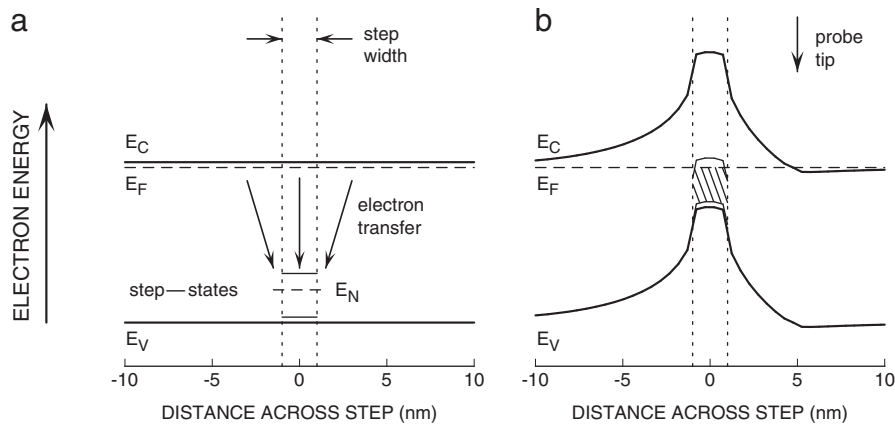 a
step
width
ELECTRON ENERGY
E_C
E_F
electron
transfer
step—states
E_N
E_V
-10 -5 0 5 10
DISTANCE ACROSS STEP (nm)
b
probe
tip
E_C
E_F
E_V
-10 -5 0 5 10
DISTANCE ACROSS STEP (nm)